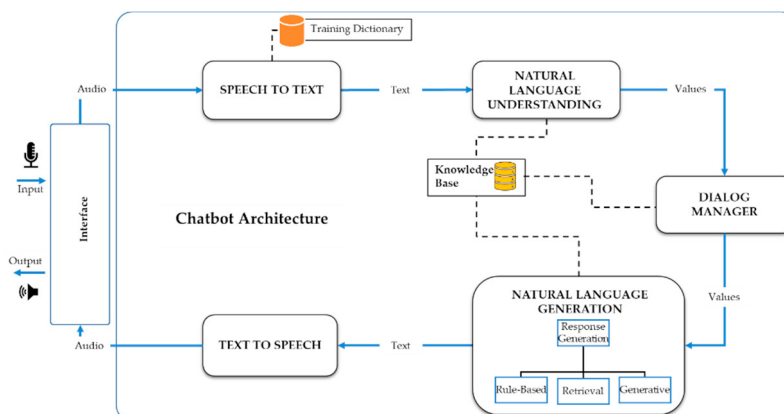 Training Dictionary
Audio
SPEECH TO TEXT
Text
NATURAL
LANGUAGE
UNDERSTANDING
Values
Input
Interface
Knowledge
Base
Chatbot Architecture
DIALOG
MANAGER
Output
Values
NATURAL LANGUAGE
GENERATION
Response
Generation
Audio
TEXT TO SPEECH
Text
Rule-Based
Retrieval
Generative